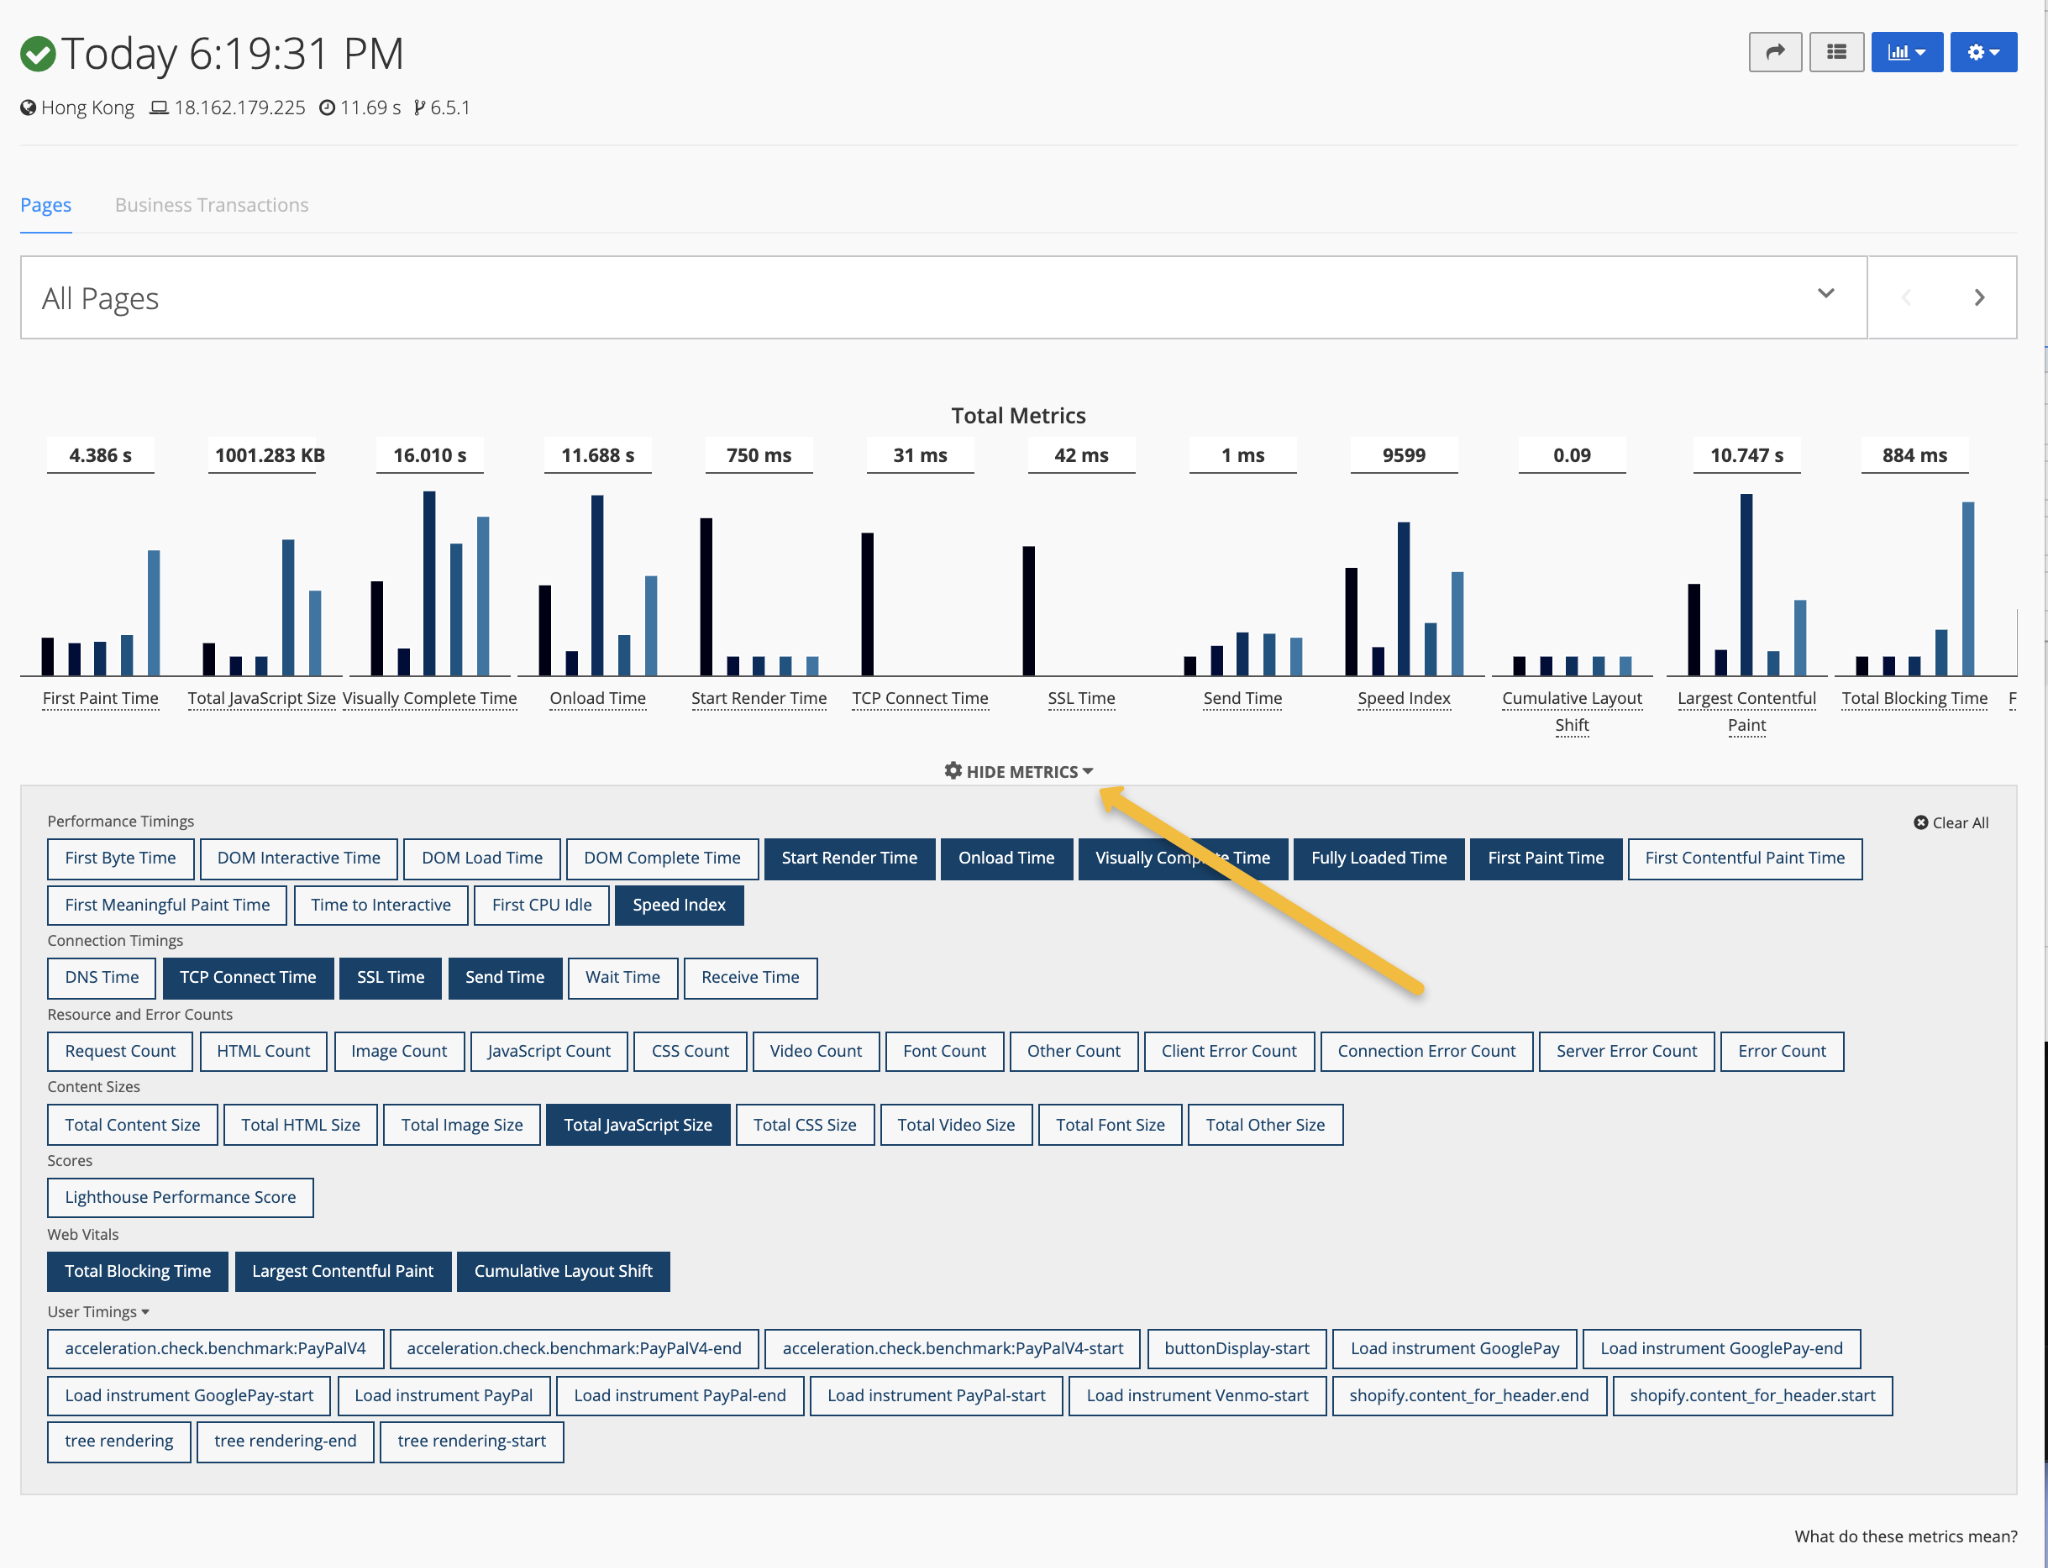 Today 6:19:31 PM
Hong Kong 18.162.179.225 11.69 s 6.5.1
Pages Business Transactions
All Pages
Total Metrics
4.386 s 1001.283 KB 16.010 s 11.688 s 750 ms 31 ms 42 ms 1 ms 9599 0.09 10.747 s 884 ms
First Paint Time Total JavaScript Size Visually Complete Time Onload Time Start Render Time TCP Connect Time SSL Time Send Time Speed Index Cumulative Layout Largest Contentful Total Blocking Time F
Shift Paint
HIDE METRICS
Performance Timings Clear All
First Byte Time DOM Interactive Time DOM Load Time DOM Complete Time Start Render Time Onload Time Visually Complete Time Fully Loaded Time First Paint Time First Contentful Paint Time
First Meaningful Paint Time Time to Interactive First CPU Idle Speed Index
Connection Timings
DNS Time TCP Connect Time SSL Time Send Time Wait Time Receive Time
Resource and Error Counts
Request Count HTML Count Image Count JavaScript Count CSS Count Video Count Font Count Other Count Client Error Count Connection Error Count Server Error Count Error Count
Content Sizes
Total Content Size Total HTML Size Total Image Size Total JavaScript Size Total CSS Size Total Video Size Total Font Size Total Other Size
Scores
Lighthouse Performance Score
Web Vitals
Total Blocking Time Largest Contentful Paint Cumulative Layout Shift
User Timings
acceleration.check.benchmark:PayPalV4 acceleration.check.benchmark:PayPalV4-end acceleration.check.benchmark:PayPalV4-start buttonDisplay-start Load instrument GooglePay Load instrument GooglePay-end
Load instrument GooglePay-start Load instrument PayPal Load instrument PayPal-end Load instrument PayPal-start Load instrument Venmo-start shopify.content_for_header.end shopify.content_for_header.start
tree rendering tree rendering-end tree rendering-start
What do these metrics mean?